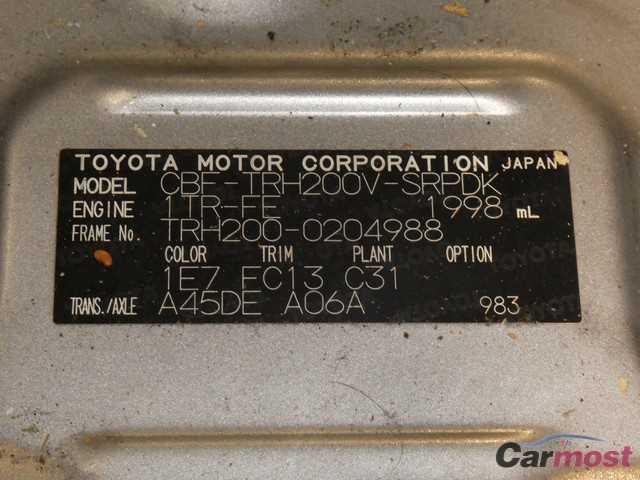 TOYOTA MOTOR CORPORATION JAPAN
MODEL CBF-TRH200V-SRPDK
ENGINE 1TR-FE 1998 mL
FRAME No. TRH200-0204988
COLOR TRIM PLANT OPTION
1E7 FC13 C31
TRANS./AXLE A45DE A06A 983
Carmost